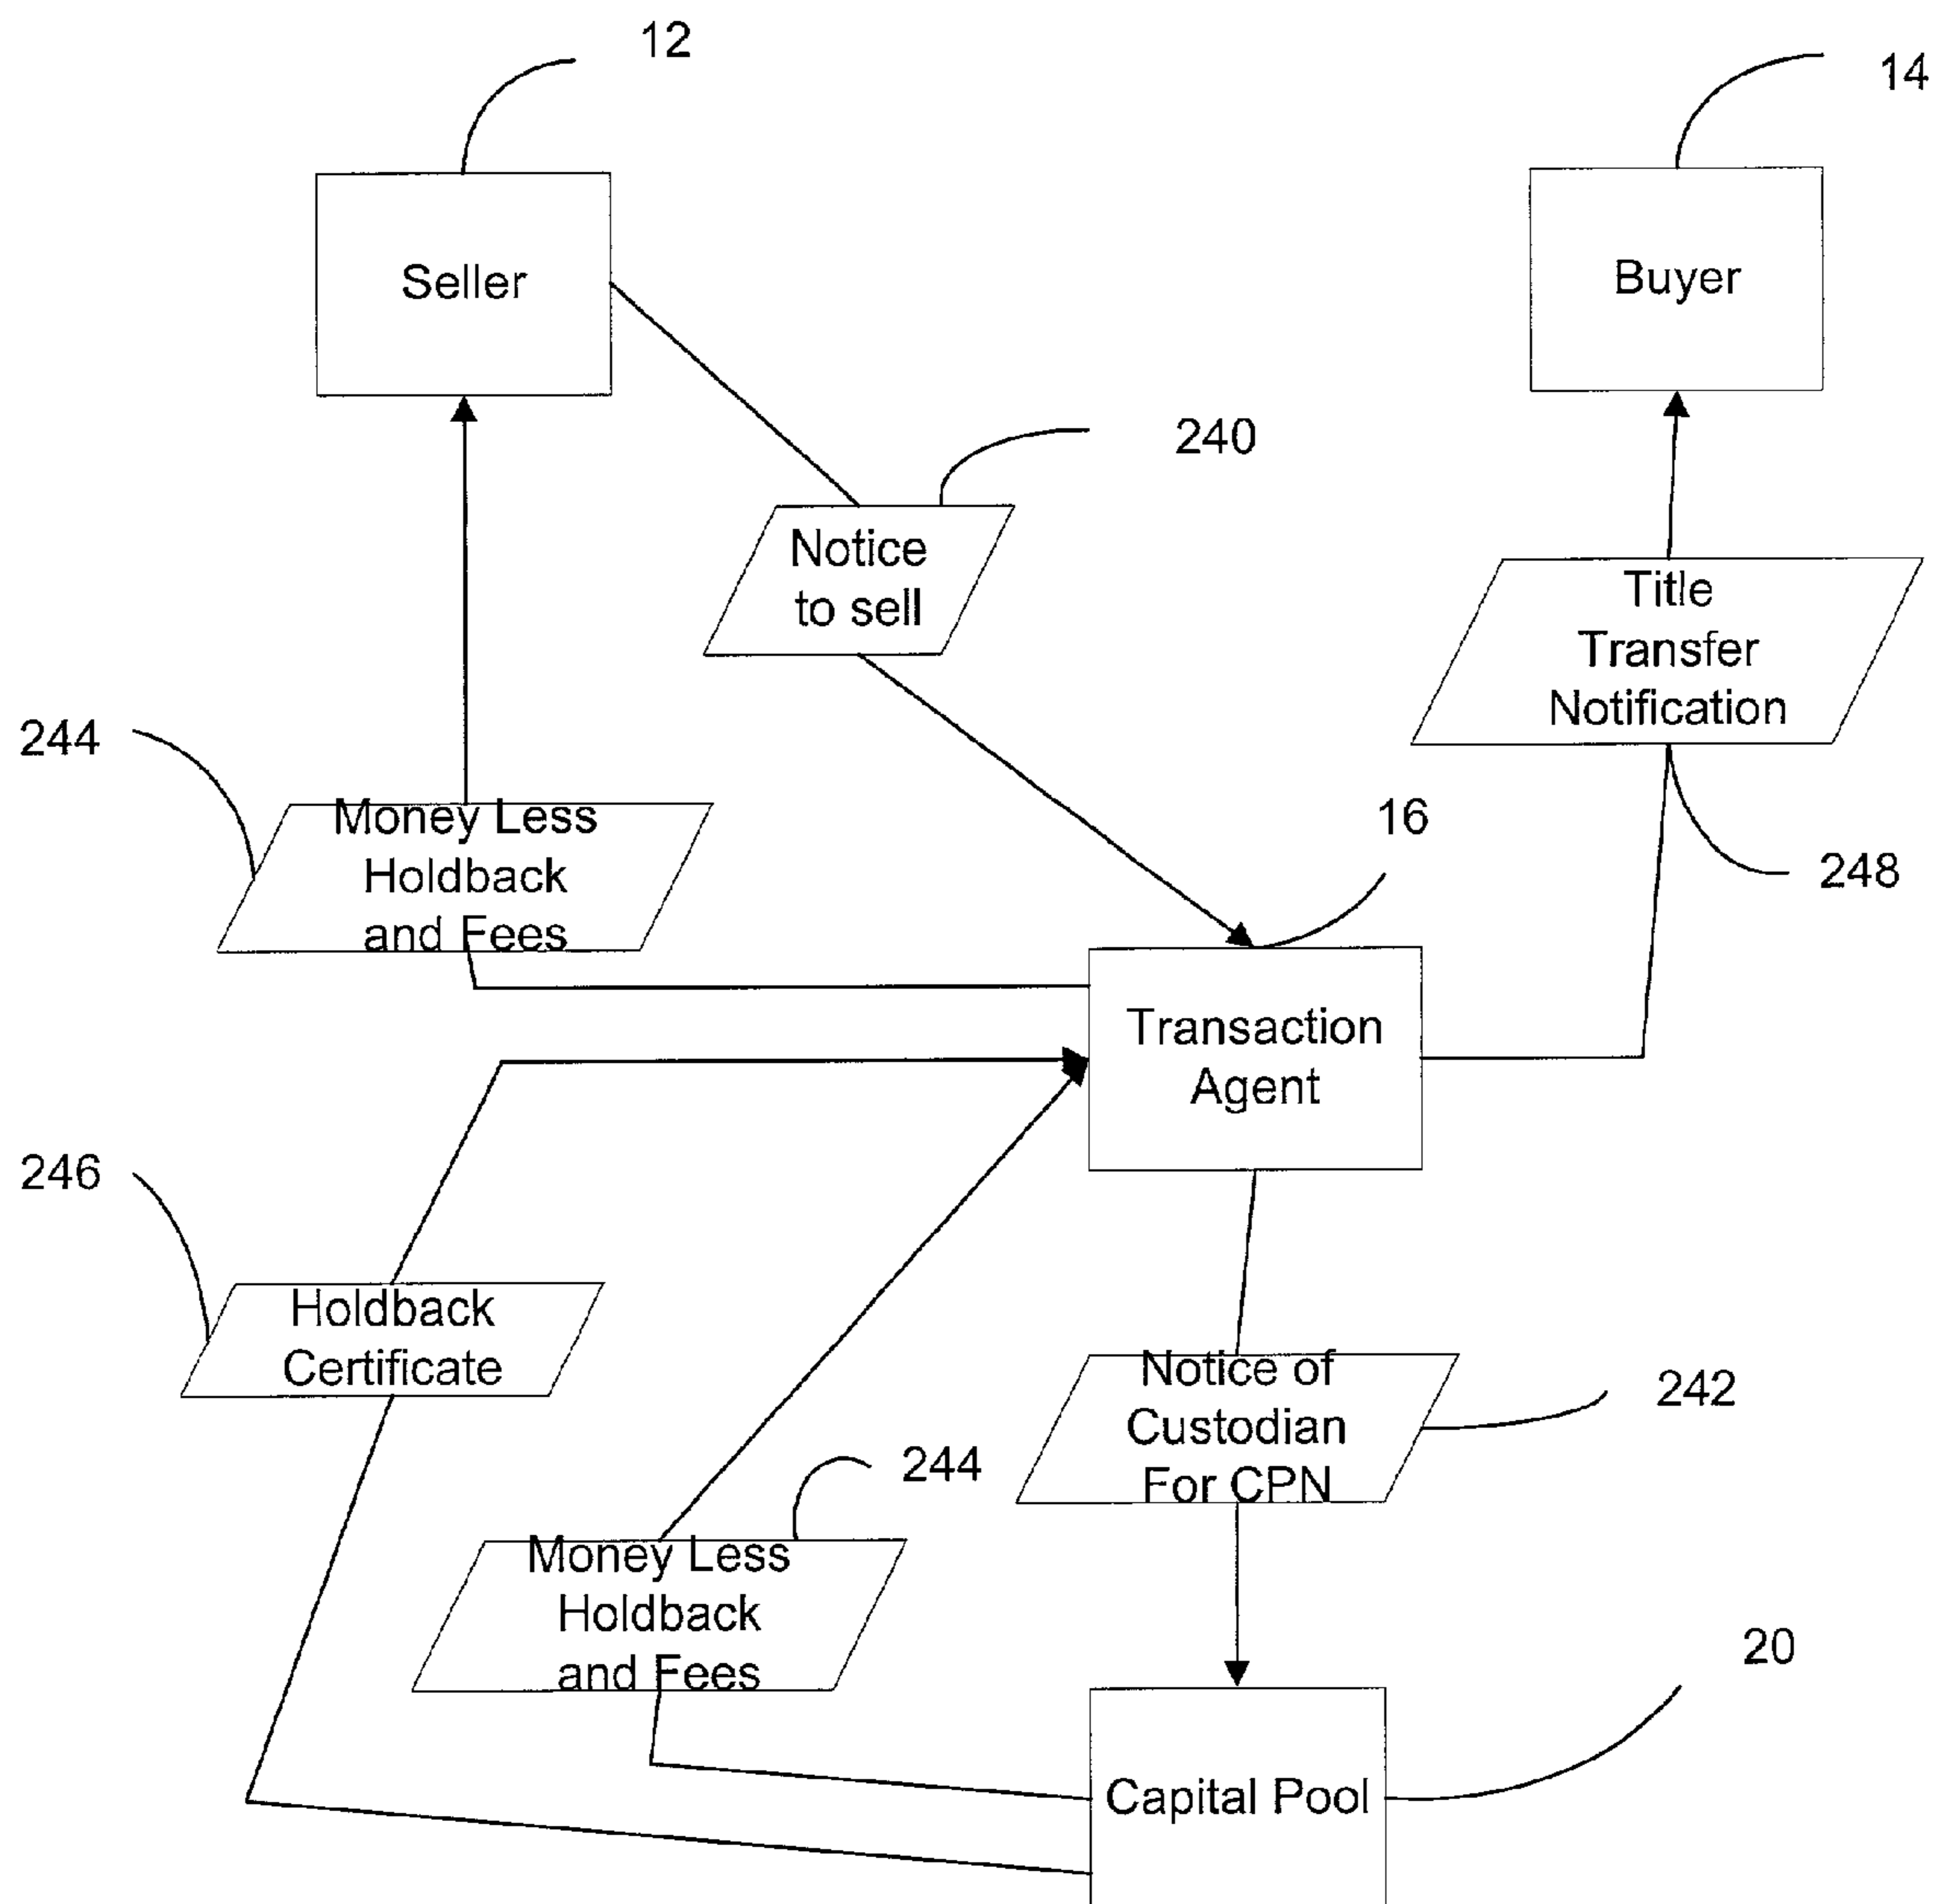 12
14
Seller
Buyer
240
Notice
to sell
Title
Transfer
Notification
244
Money Less
Holdback
and Fees
16
248
Transaction
Agent
246
Holdback
Certificate
Notice of
Custodian
For CPN
242
244
Money Less
Holdback
and Fees
20
Capital Pool